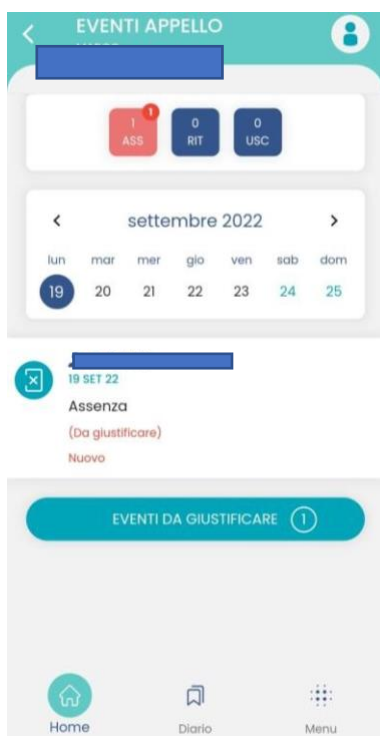 EVENTI APPELLO
1
1
ASS
0
RIT
0
USC
settembre 2022
lun mar mer gio ven sab dom
19 20 21 22 23 24 25
19 SET 22
Assenza
(Da giustificare)
Nuovo
EVENTI DA GIUSTIFICARE 1
Home Diario Menu